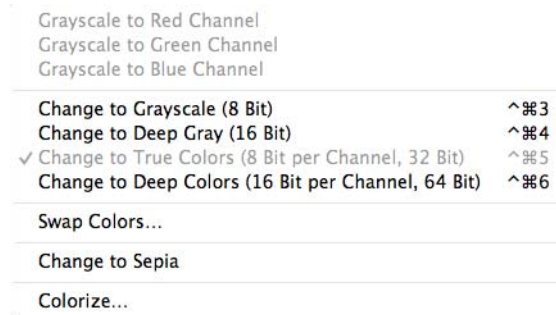 Grayscale to Red Channel
Grayscale to Green Channel
Grayscale to Blue Channel
Change to Grayscale (8 Bit) ^⌘3
Change to Deep Gray (16 Bit) ^⌘4
✓ Change to True Colors (8 Bit per Channel, 32 Bit) ^⌘5
Change to Deep Colors (16 Bit per Channel, 64 Bit) ^⌘6
Swap Colors...
Change to Sepia
Colorize...